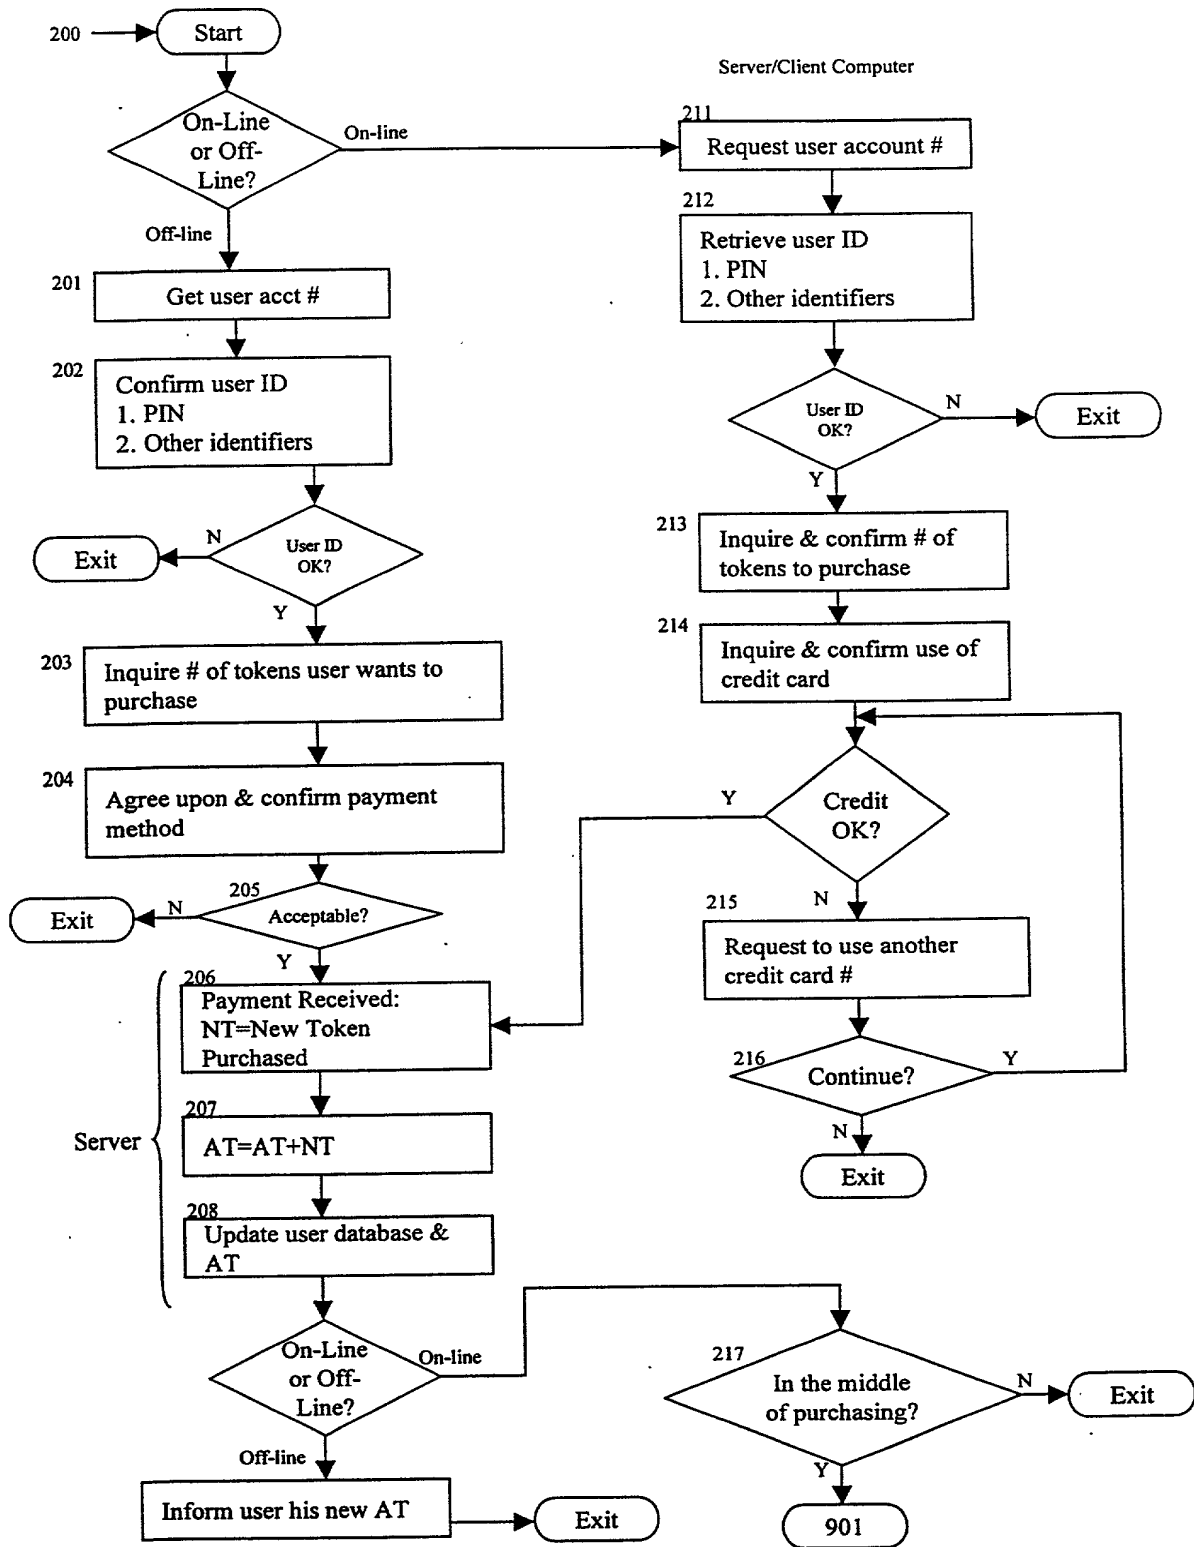 200
Start
Server/Client Computer
On-Line
or Off-
Line?
On-line
Off-line
211
Request user account #
212
Retrieve user ID
1. PIN
2. Other identifiers
201
Get user acct #
202
Confirm user ID
1. PIN
2. Other identifiers
User ID
OK?
N
Exit
Y
User ID
OK?
N
Exit
Y
213
Inquire & confirm # of
tokens to purchase
214
Inquire & confirm use of
credit card
203
Inquire # of tokens user wants to
purchase
204
Agree upon & confirm payment
method
Credit
OK?
Y
N
205
Acceptable?
N
Exit
Y
215
Request to use another
credit card #
216
Continue?
Y
N
Exit
Server
206
Payment Received:
NT=New Token
Purchased
207
AT=AT+NT
208
Update user database &
AT
On-Line
or Off-
Line?
On-line
Off-line
217
In the middle
of purchasing?
N
Exit
Y
901
Inform user his new AT
Exit